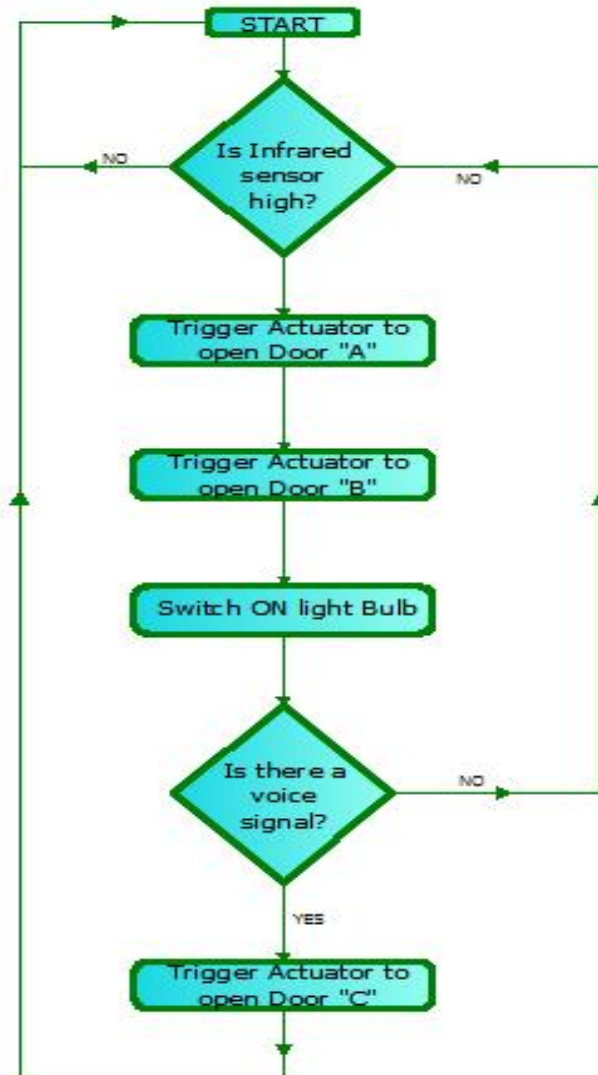 START
Is Infrared
sensor
high?
NO
NO
Trigger Actuator to
open Door "A"
Trigger Actuator to
open Door "B"
Switch ON light Bulb
Is there a
voice
signal?
NO
YES
Trigger Actuator to
open Door "C"